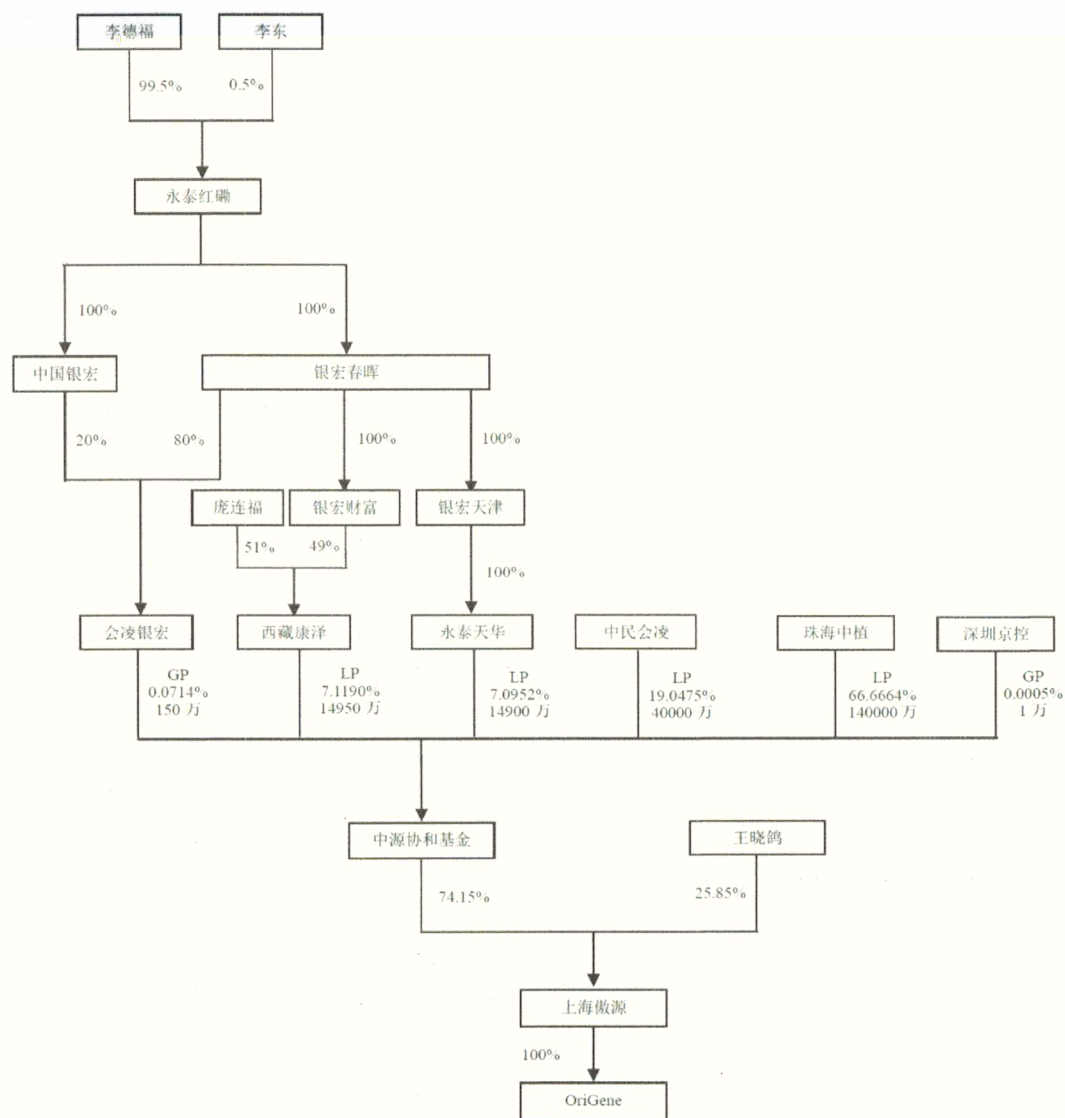 李德福 李东
99.5% 0.5%
永泰红磡
100% 100%
中国银宏 银宏春晖
20% 80% 100% 100%
庞连福 银宏财富 银宏天津
51% 49%
100%
会凌银宏 西藏康泽 永泰天华 中民会凌 珠海中植 深圳京控
GP LP LP LP LP GP
0.0714% 7.1190% 7.0952% 19.0475% 66.6664% 0.0005%
150 万 14950 万 14900 万 40000 万 140000 万 1 万
中源协和基金 王晓鸽
74.15% 25.85%
上海傲源
100%
OriGene